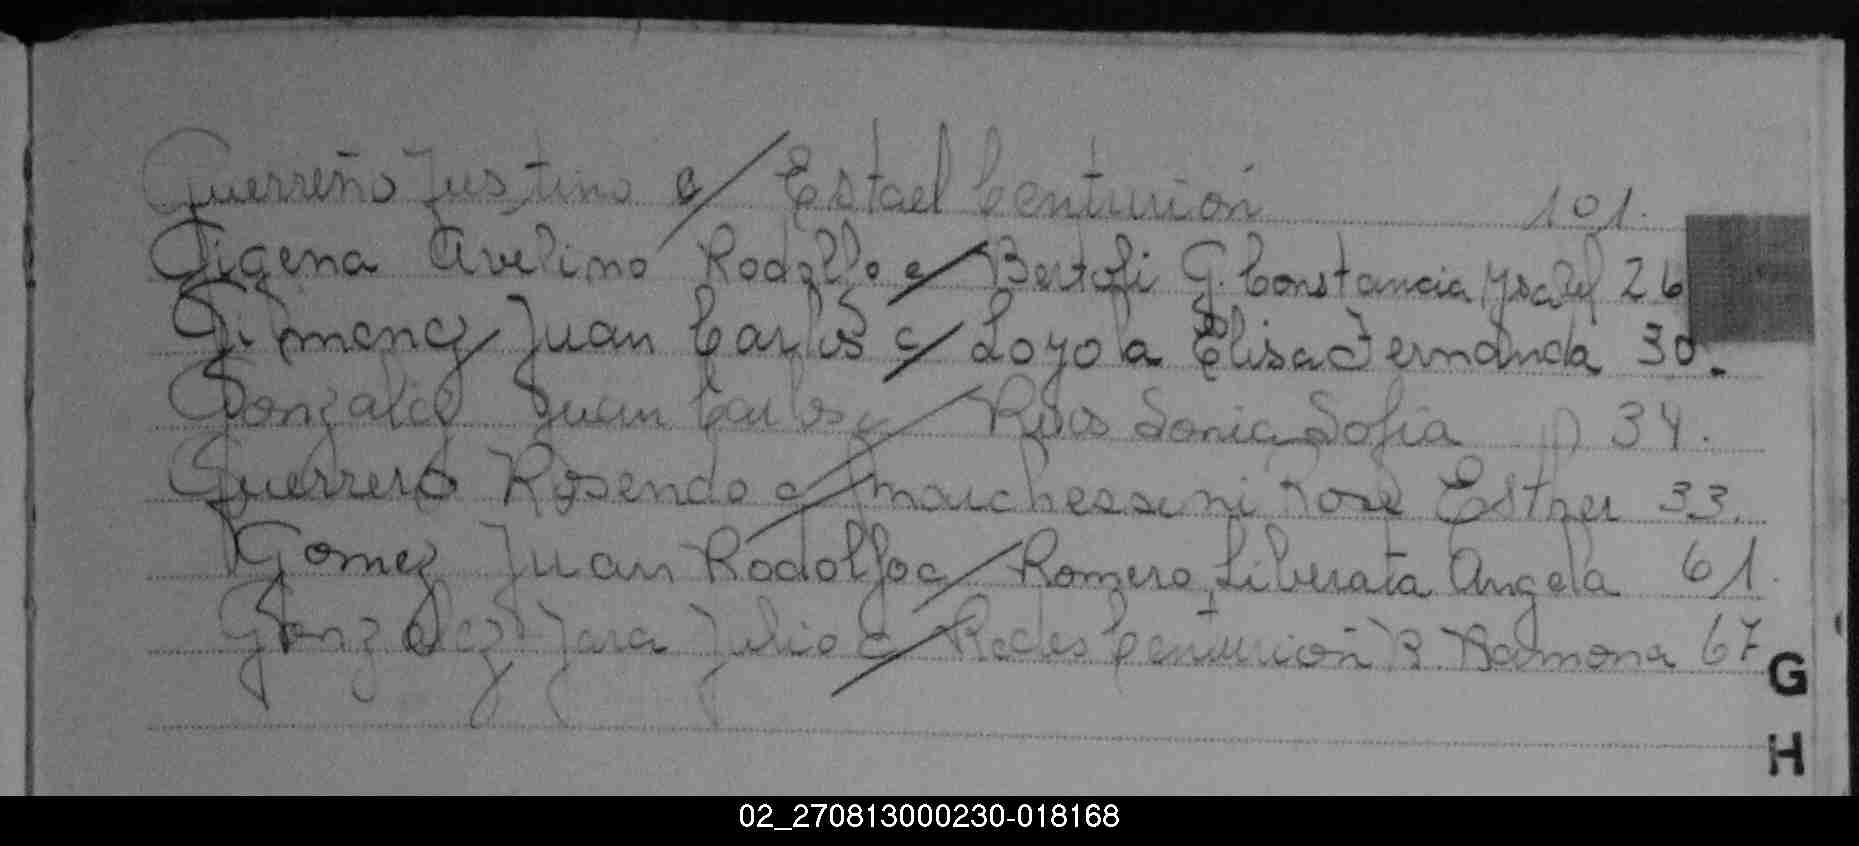 Guerreño Justino c/ Estael Centurión 101.
Gigena Avelino Rodolfo c/ Bertoli G. Constancia Ysabel 26
Gimenez Juan Carlos c/ Loyola Elisa Fernanda 30.
Gonzalez Juan Carlos c/ Rios Sonia Sofia 34.
Guerrero Rosendo c/ Marchessini Rosa Esther 33.
Gomez Juan Rodolfo c/ Romero Liberata Angela 61.
Gonzalez Jara Julio c/ Centurión R. Ramona 67
G
H
02_270813000230-018168